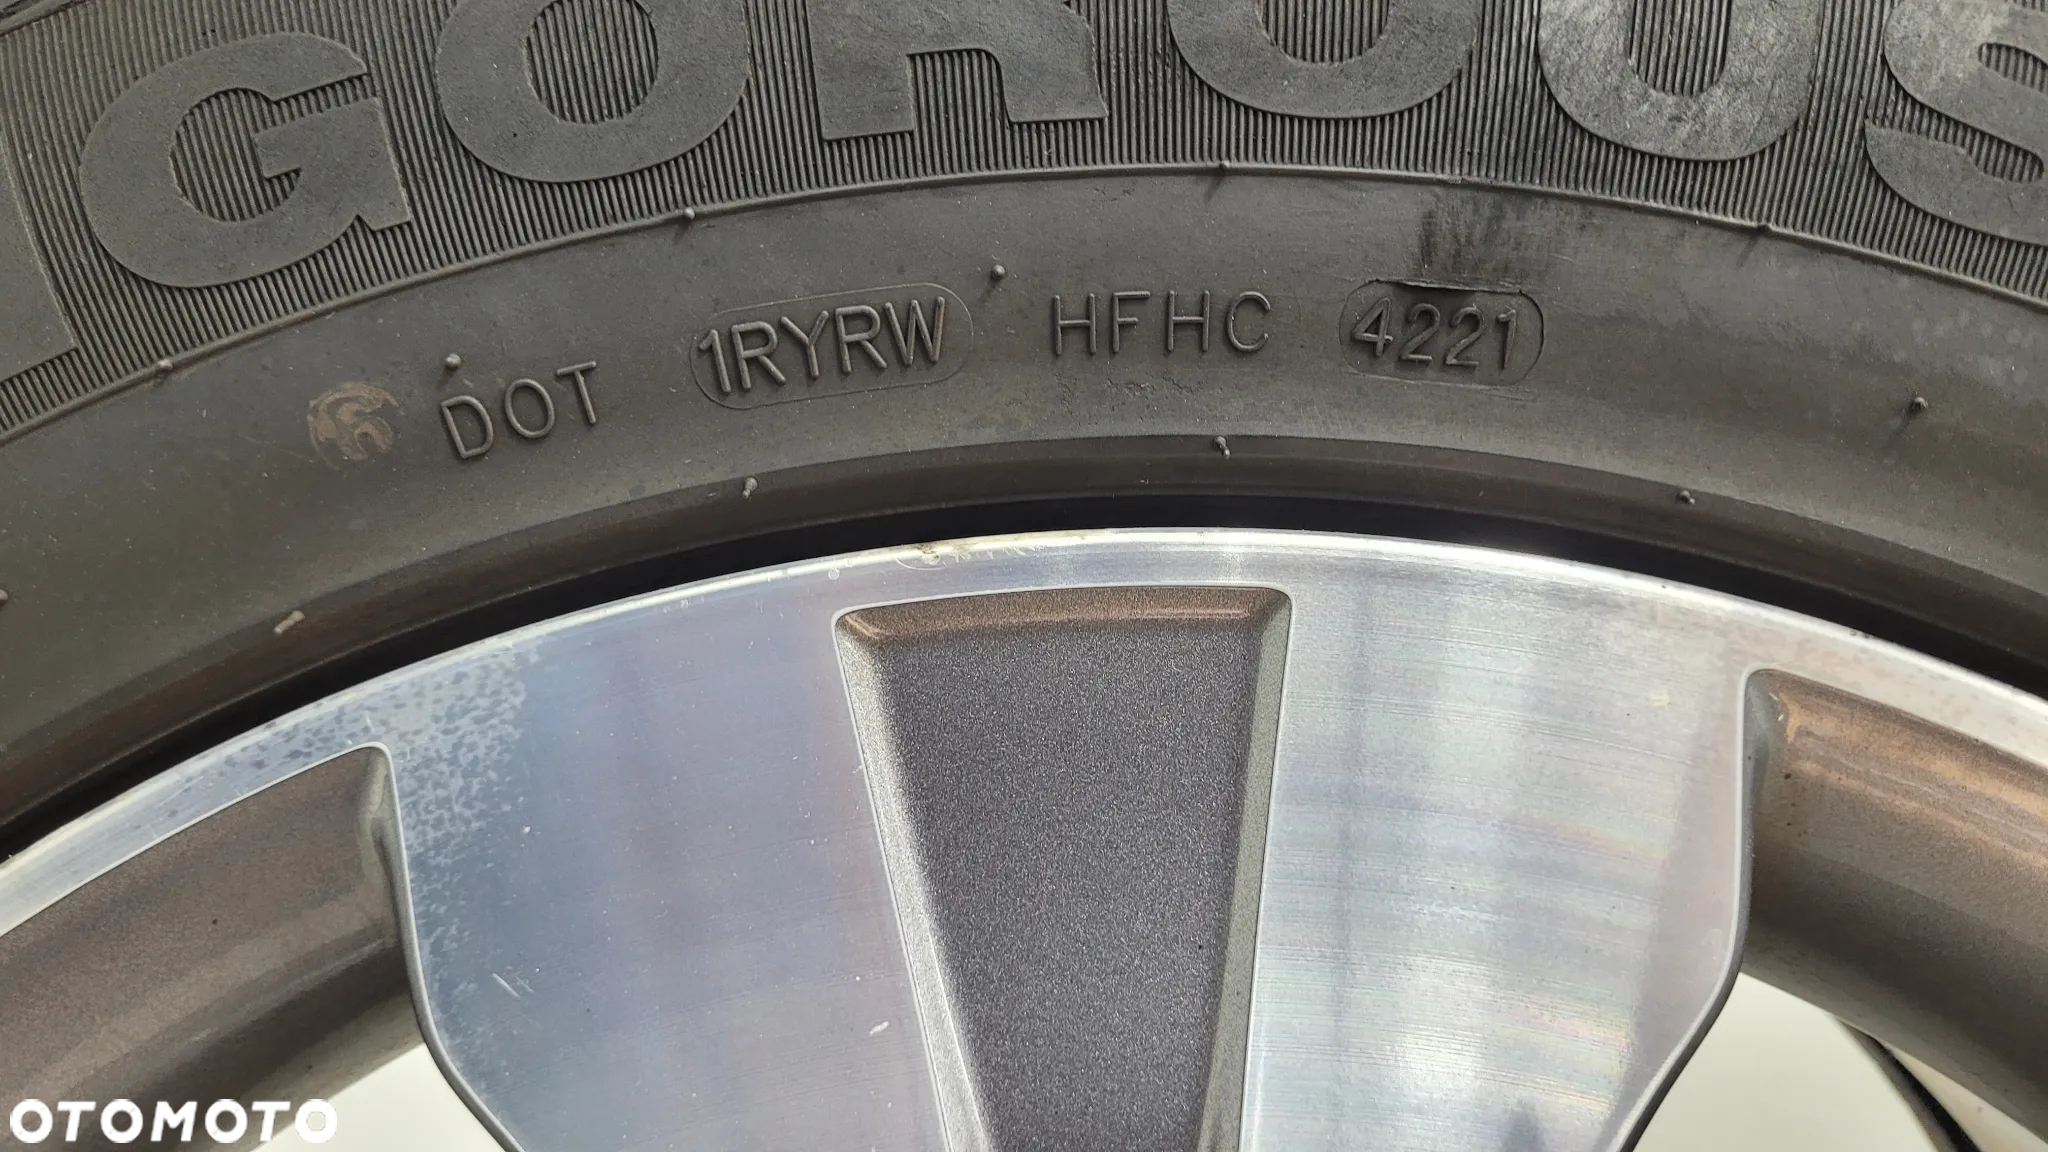 GOROUS
DOT 1RYRW HFHC 4221
OTOMOTO